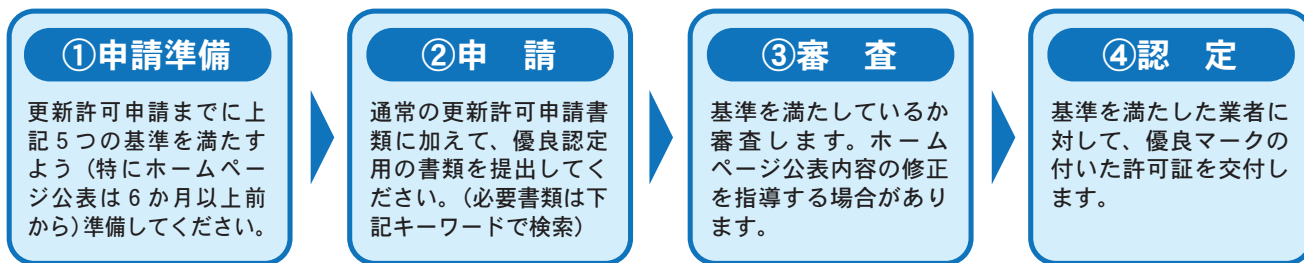 ①申請準備
更新許可申請までに上
記5つの基準を満たす
よう(特にホームペー
ジ公表は6か月以上前
から)準備してください。
②申　請
通常の更新許可申請書
類に加えて、優良認定
用の書類を提出してく
ださい。(必要書類は下
記キーワードで検索)
③審　査
基準を満たしているか
審査します。ホーム
ページ公表内容の修正
を指導する場合があり
ます。
④認　定
基準を満たした業者に
対して、優良マークの
付いた許可証を交付し
ます。